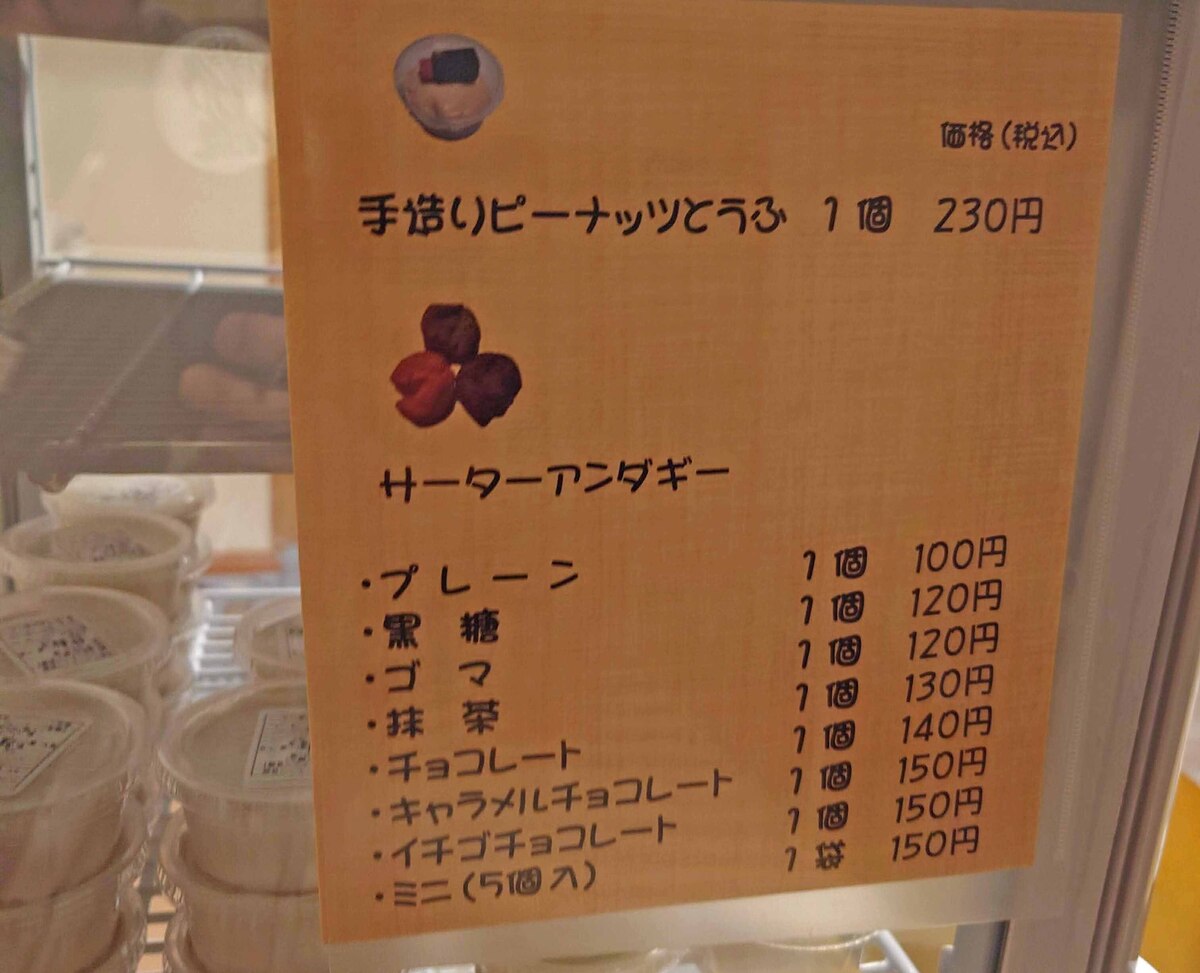 価格(税込)
手造りピーナッツとうふ 1個 230円
サーターアンダギー
・プレーン 1個 100円
・黒糖 1個 120円
・ゴマ 1個 120円
・抹茶 1個 130円
・チョコレート 1個 140円
・キャラメルチョコレート 1個 150円
・イチゴチョコレート 1個 150円
・ミニ(5個入) 1袋 150円